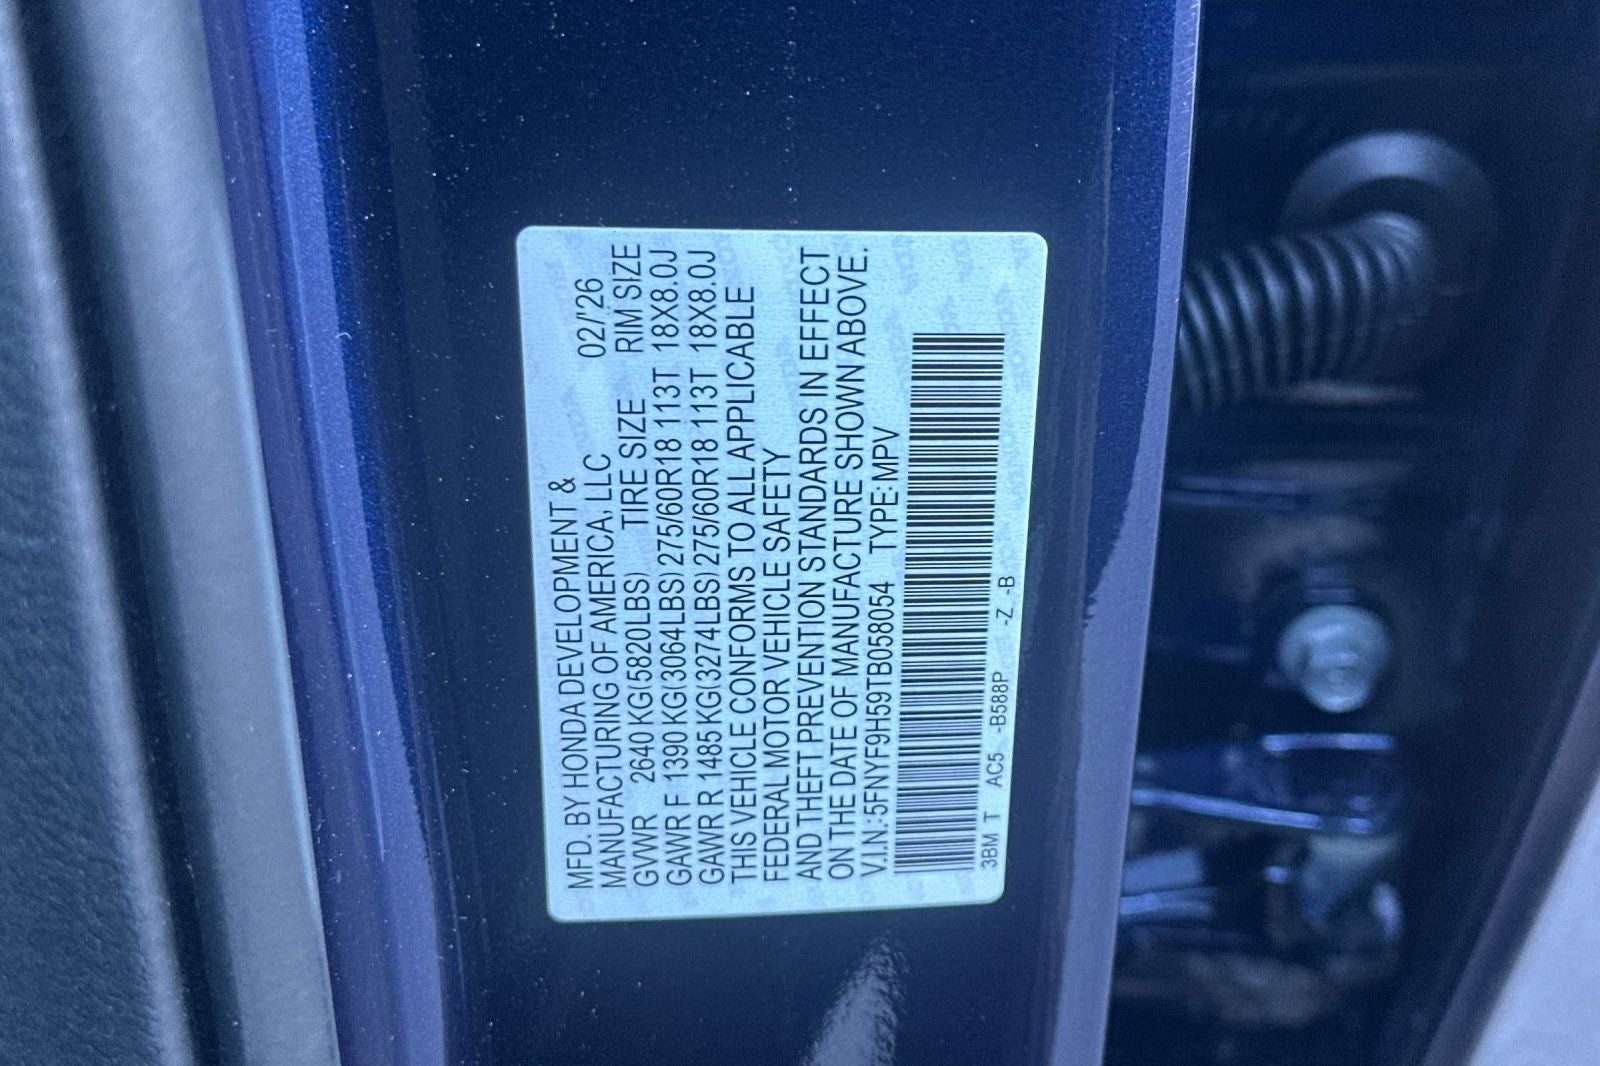 MFD. BY HONDA DEVELOPMENT &
MANUFACTURING OF AMERICA, LLC 02/'26
GVWR 2640 KG(5820LBS) TIRE SIZE RIM SIZE
GAWR F 1390 KG(3064LBS) 275/60R18 113T 18X8.0J
GAWR R 1485 KG(3274LBS) 275/60R18 113T 18X8.0J
THIS VEHICLE CONFORMS TO ALL APPLICABLE
FEDERAL MOTOR VEHICLE SAFETY
AND THEFT PREVENTION STANDARDS IN EFFECT
ON THE DATE OF MANUFACTURE SHOWN ABOVE.
V.I.N.:5FNYF9H59TB058054 TYPE:MPV
3BM T AC5 -B588P -Z -B